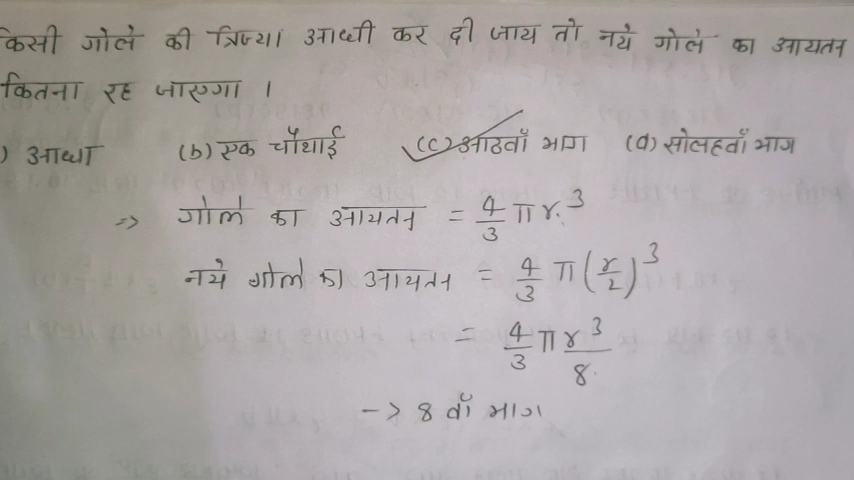 किसी गोले की त्रिज्या आधी कर दी जाय तो नये गोले का आयतन
कितना रह जाएगा ।
) आधा (b) एक चौथाई (c) आठवाँ भाग (d) सोलहवाँ भाग
=> गोले का आयतन = 4/3 π r.³
नये गोले का आयतन = 4/3 π (r/2)³
= 4/3 π r³/8.
-> 8 वाँ भाग